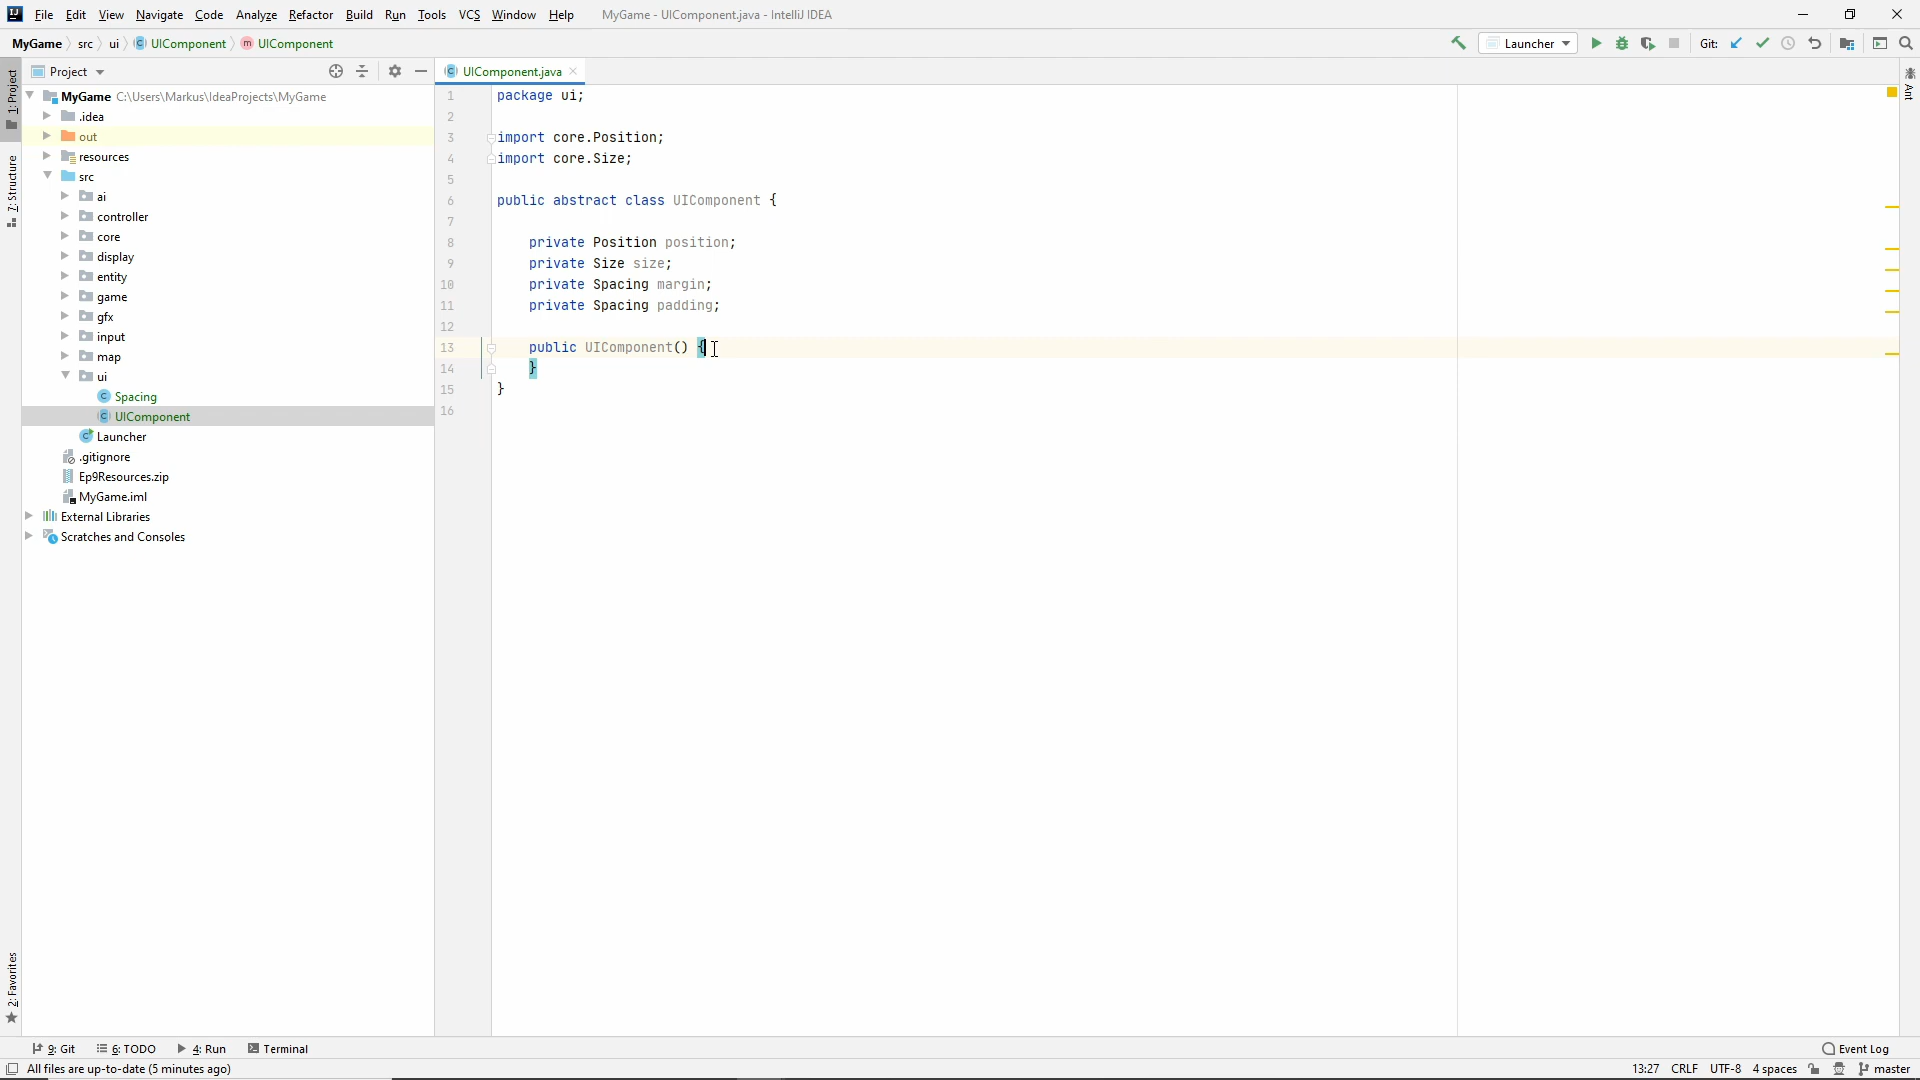 File Edit View Navigate Code Analyze Refactor Build Run Tools VCS Window Help MyGame - UIComponent.java - IntelliJ IDEA
MyGame src ui UIComponent UIComponent Launcher Git:
1: Project
Project
UIComponent.java
Ant
MyGame C:\Users\Markus\IdeaProjects\MyGame
.idea
out
resources
src
ai
controller
core
display
entity
game
gfx
input
map
ui
Spacing
UIComponent
Launcher
.gitignore
Ep9Resources.zip
MyGame.iml
External Libraries
Scratches and Consoles
7: Structure
2: Favorites
1 package ui;
2
3 import core.Position;
4 import core.Size;
5
6 public abstract class UIComponent {
7
8 private Position position;
9 private Size size;
10 private Spacing margin;
11 private Spacing padding;
12
13 public UIComponent() {
14 }
15 }
16
9: Git 6: TODO 4: Run Terminal Event Log
All files are up-to-date (5 minutes ago) 13:27 CRLF UTF-8 4 spaces master